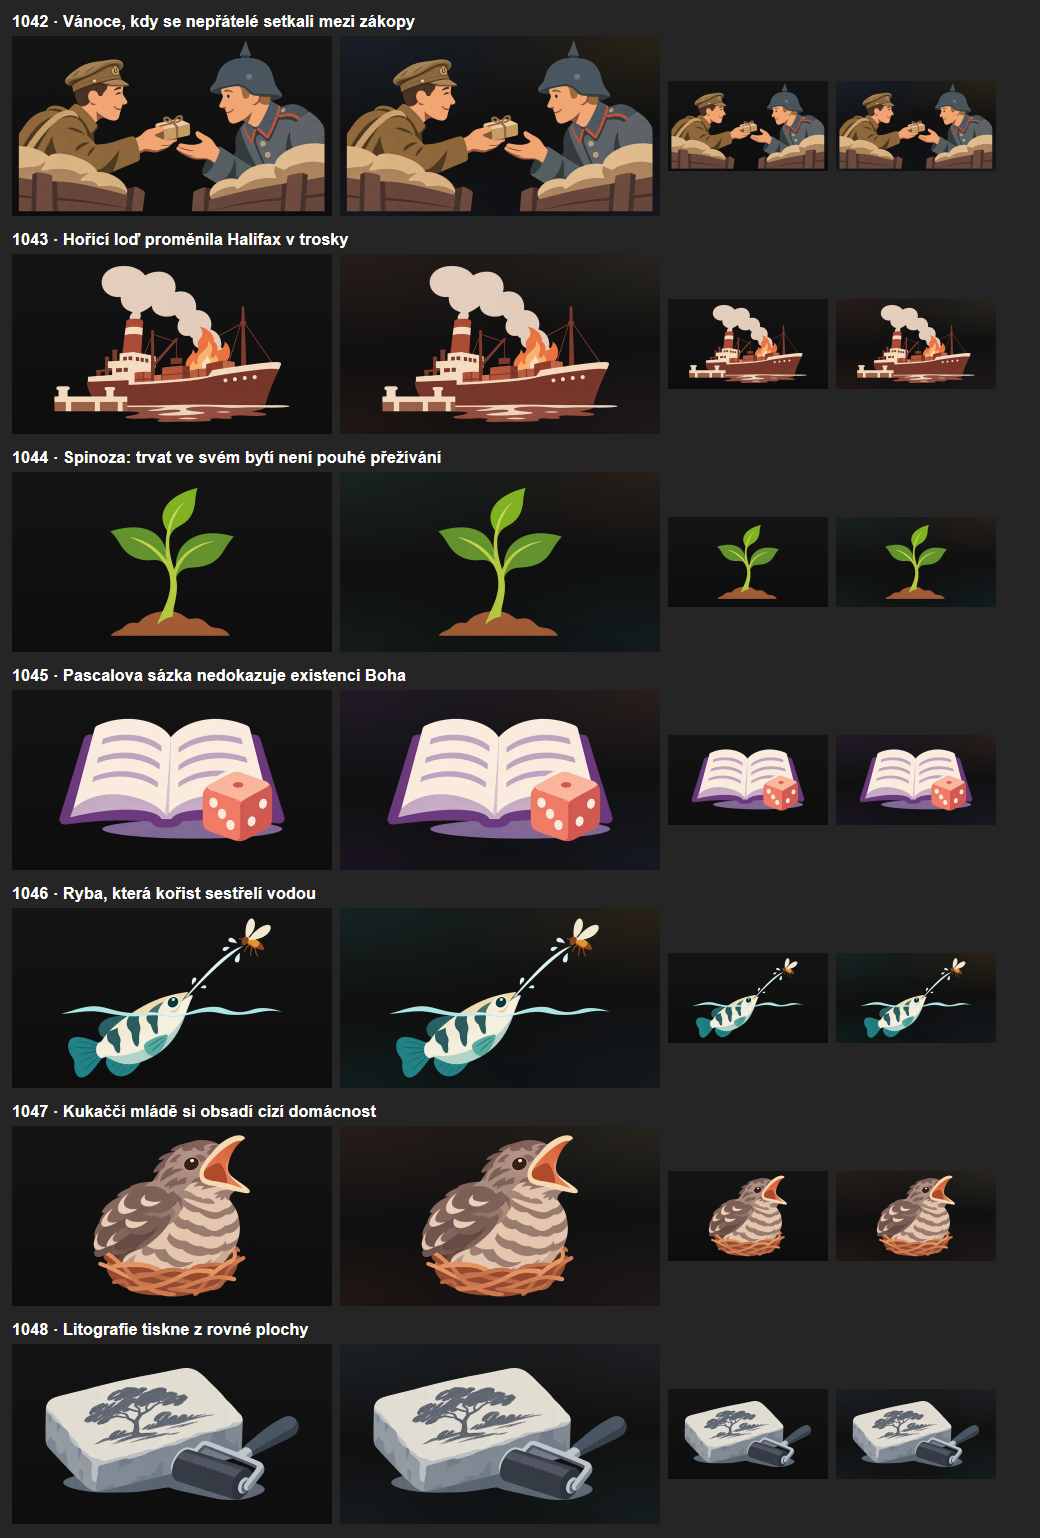 1042 · Vánoce, kdy se nepřátelé setkali mezi zákopy
1043 · Hořící loď proměnila Halifax v trosky
1044 · Spinoza: trvat ve svém bytí není pouhé přežívání
1045 · Pascalova sázka nedokazuje existenci Boha
1046 · Ryba, která kořist sestřelí vodou
1047 · Kukaččí mládě si obsadí cizí domácnost
1048 · Litografie tiskne z rovné plochy